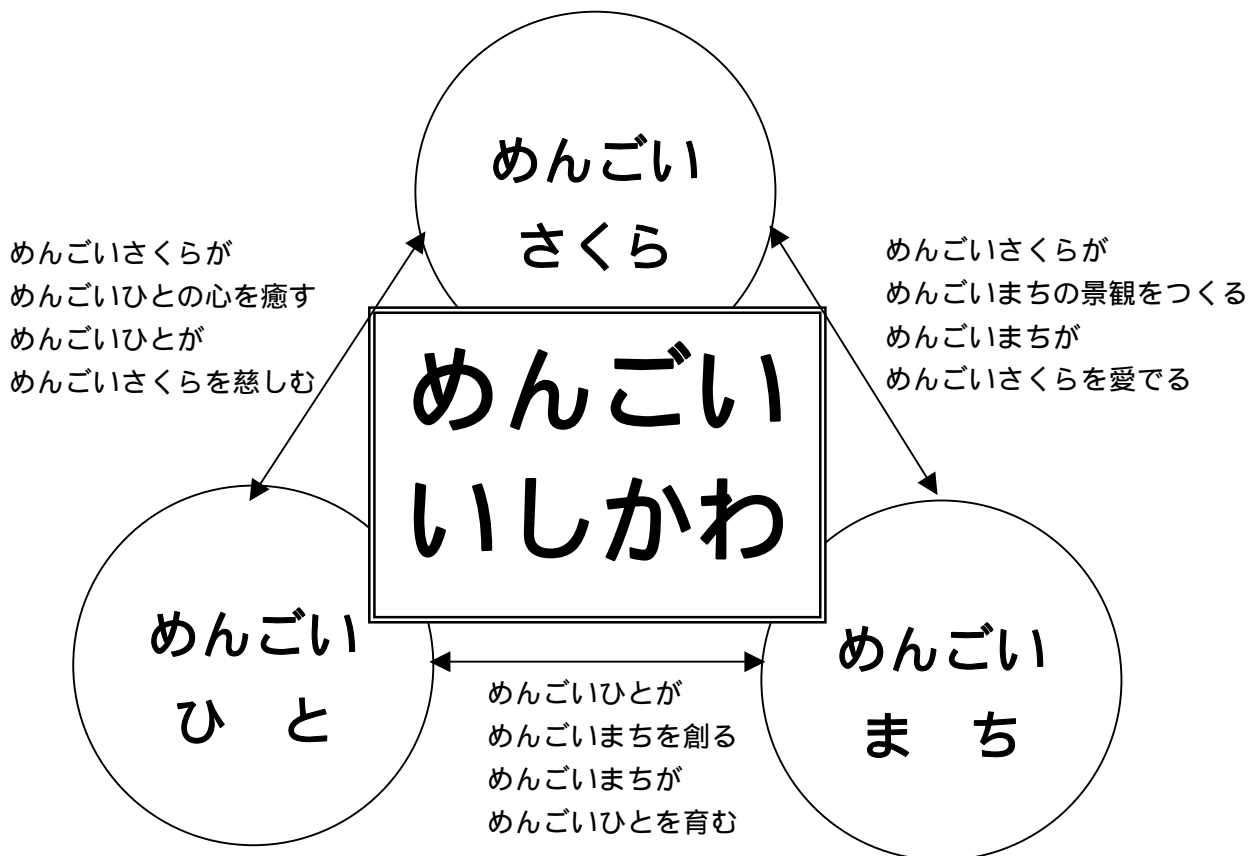 めんごい
さくら
めんごいさくらが
めんごいひとの心を癒す
めんごいひとが
めんごいさくらを慈しむ
めんごいさくらが
めんごいまちの景観をつくる
めんごいまちが
めんごいさくらを愛でる
めんごい
いしかわ
めんごい
ひ　と
めんごいひとが
めんごいまちを創る
めんごいまちが
めんごいひとを育む
めんごい
ま　ち